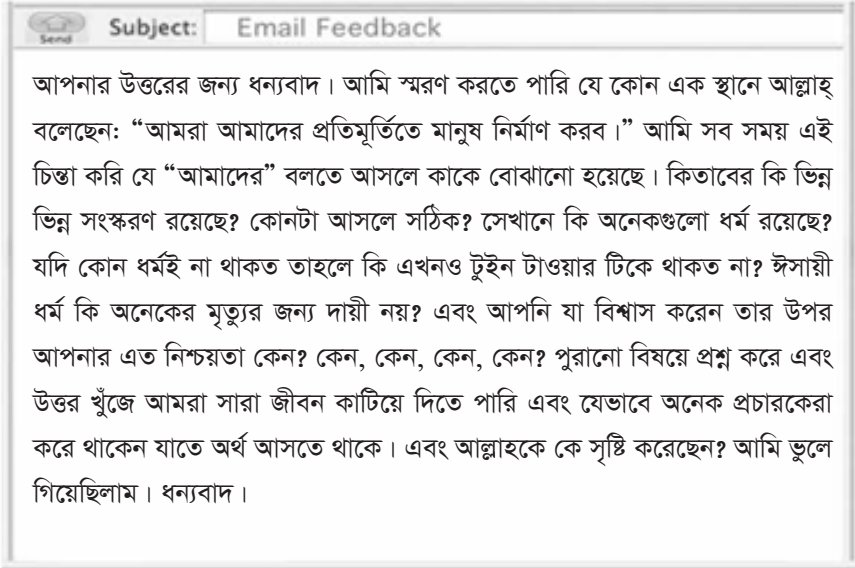 Send Subject: Email Feedback
আপনার উত্তরের জন্য ধন্যবাদ। আমি স্মরণ করতে পারি যে কোন এক স্থানে আল্লাহ্
বলেছেন: “আমরা আমাদের প্রতিমূর্তিতে মানুষ নির্মাণ করব।” আমি সব সময় এই
চিন্তা করি যে “আমাদের” বলতে আসলে কাকে বোঝানো হয়েছে। কিতাবের কি ভিন্ন
ভিন্ন সংস্করণ রয়েছে? কোনটা আসলে সঠিক? সেখানে কি অনেকগুলো ধর্ম রয়েছে?
যদি কোন ধর্মই না থাকত তাহলে কি এখনও টুইন টাওয়ার টিকে থাকত না? ঈসায়ী
ধর্ম কি অনেকের মৃত্যুর জন্য দায়ী নয়? এবং আপনি যা বিশ্বাস করেন তার উপর
আপনার এত নিশ্চয়তা কেন? কেন, কেন, কেন, কেন? পুরানো বিষয়ে প্রশ্ন করে এবং
উত্তর খুঁজে আমরা সারা জীবন কাটিয়ে দিতে পারি এবং যেভাবে অনেক প্রচারকেরা
করে থাকেন যাতে অর্থ আসতে থাকে। এবং আল্লাহকে কে সৃষ্টি করেছেন? আমি ভুলে
গিয়েছিলাম। ধন্যবাদ।